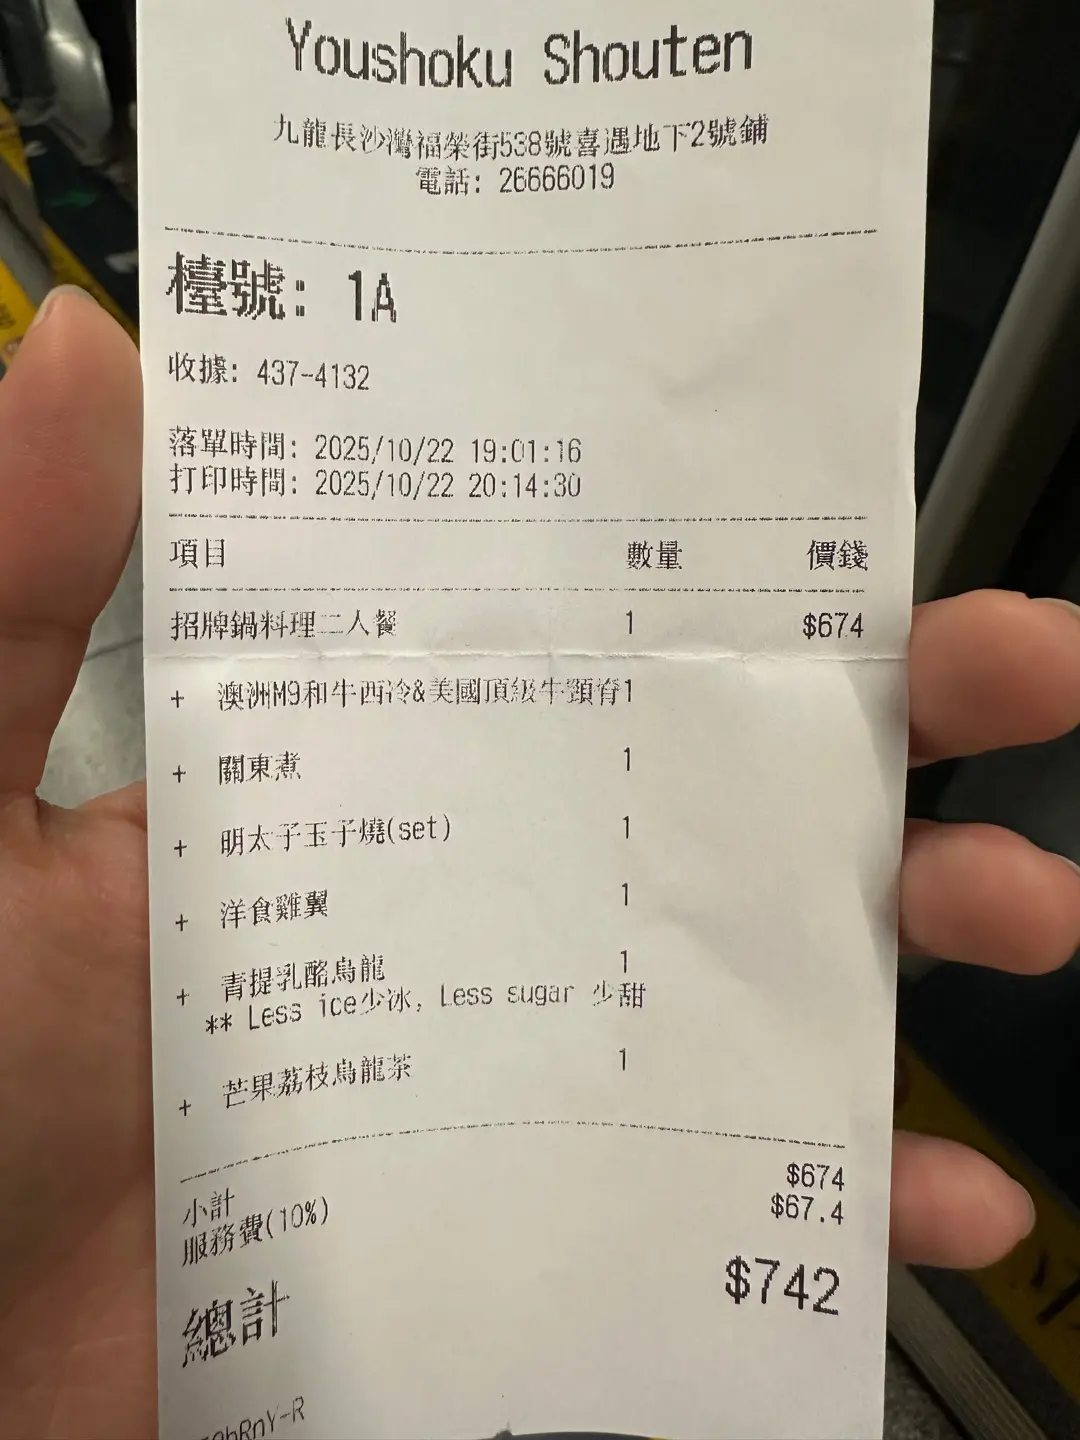 Youshoku Shouten
九龍長沙灣福榮街538號喜遇地下2號鋪
電話: 26666019
檯號: 1A
收據: 437-4132
落單時間: 2025/10/22 19:01:16
打印時間: 2025/10/22 20:14:30
項目 數量 價錢
招牌鍋料理二人餐 1 $674
+ 澳洲M9和牛西冷&美國頂級牛頸脊 1
+ 關東煮 1
+ 明太子玉子燒(set) 1
+ 洋食雞翼 1
+ 青提乳酪烏龍 1
** Less ice少冰, Less sugar 少甜
+ 芒果荔枝烏龍茶 1
小計 $674
服務費(10%) $67.4
總計 $742